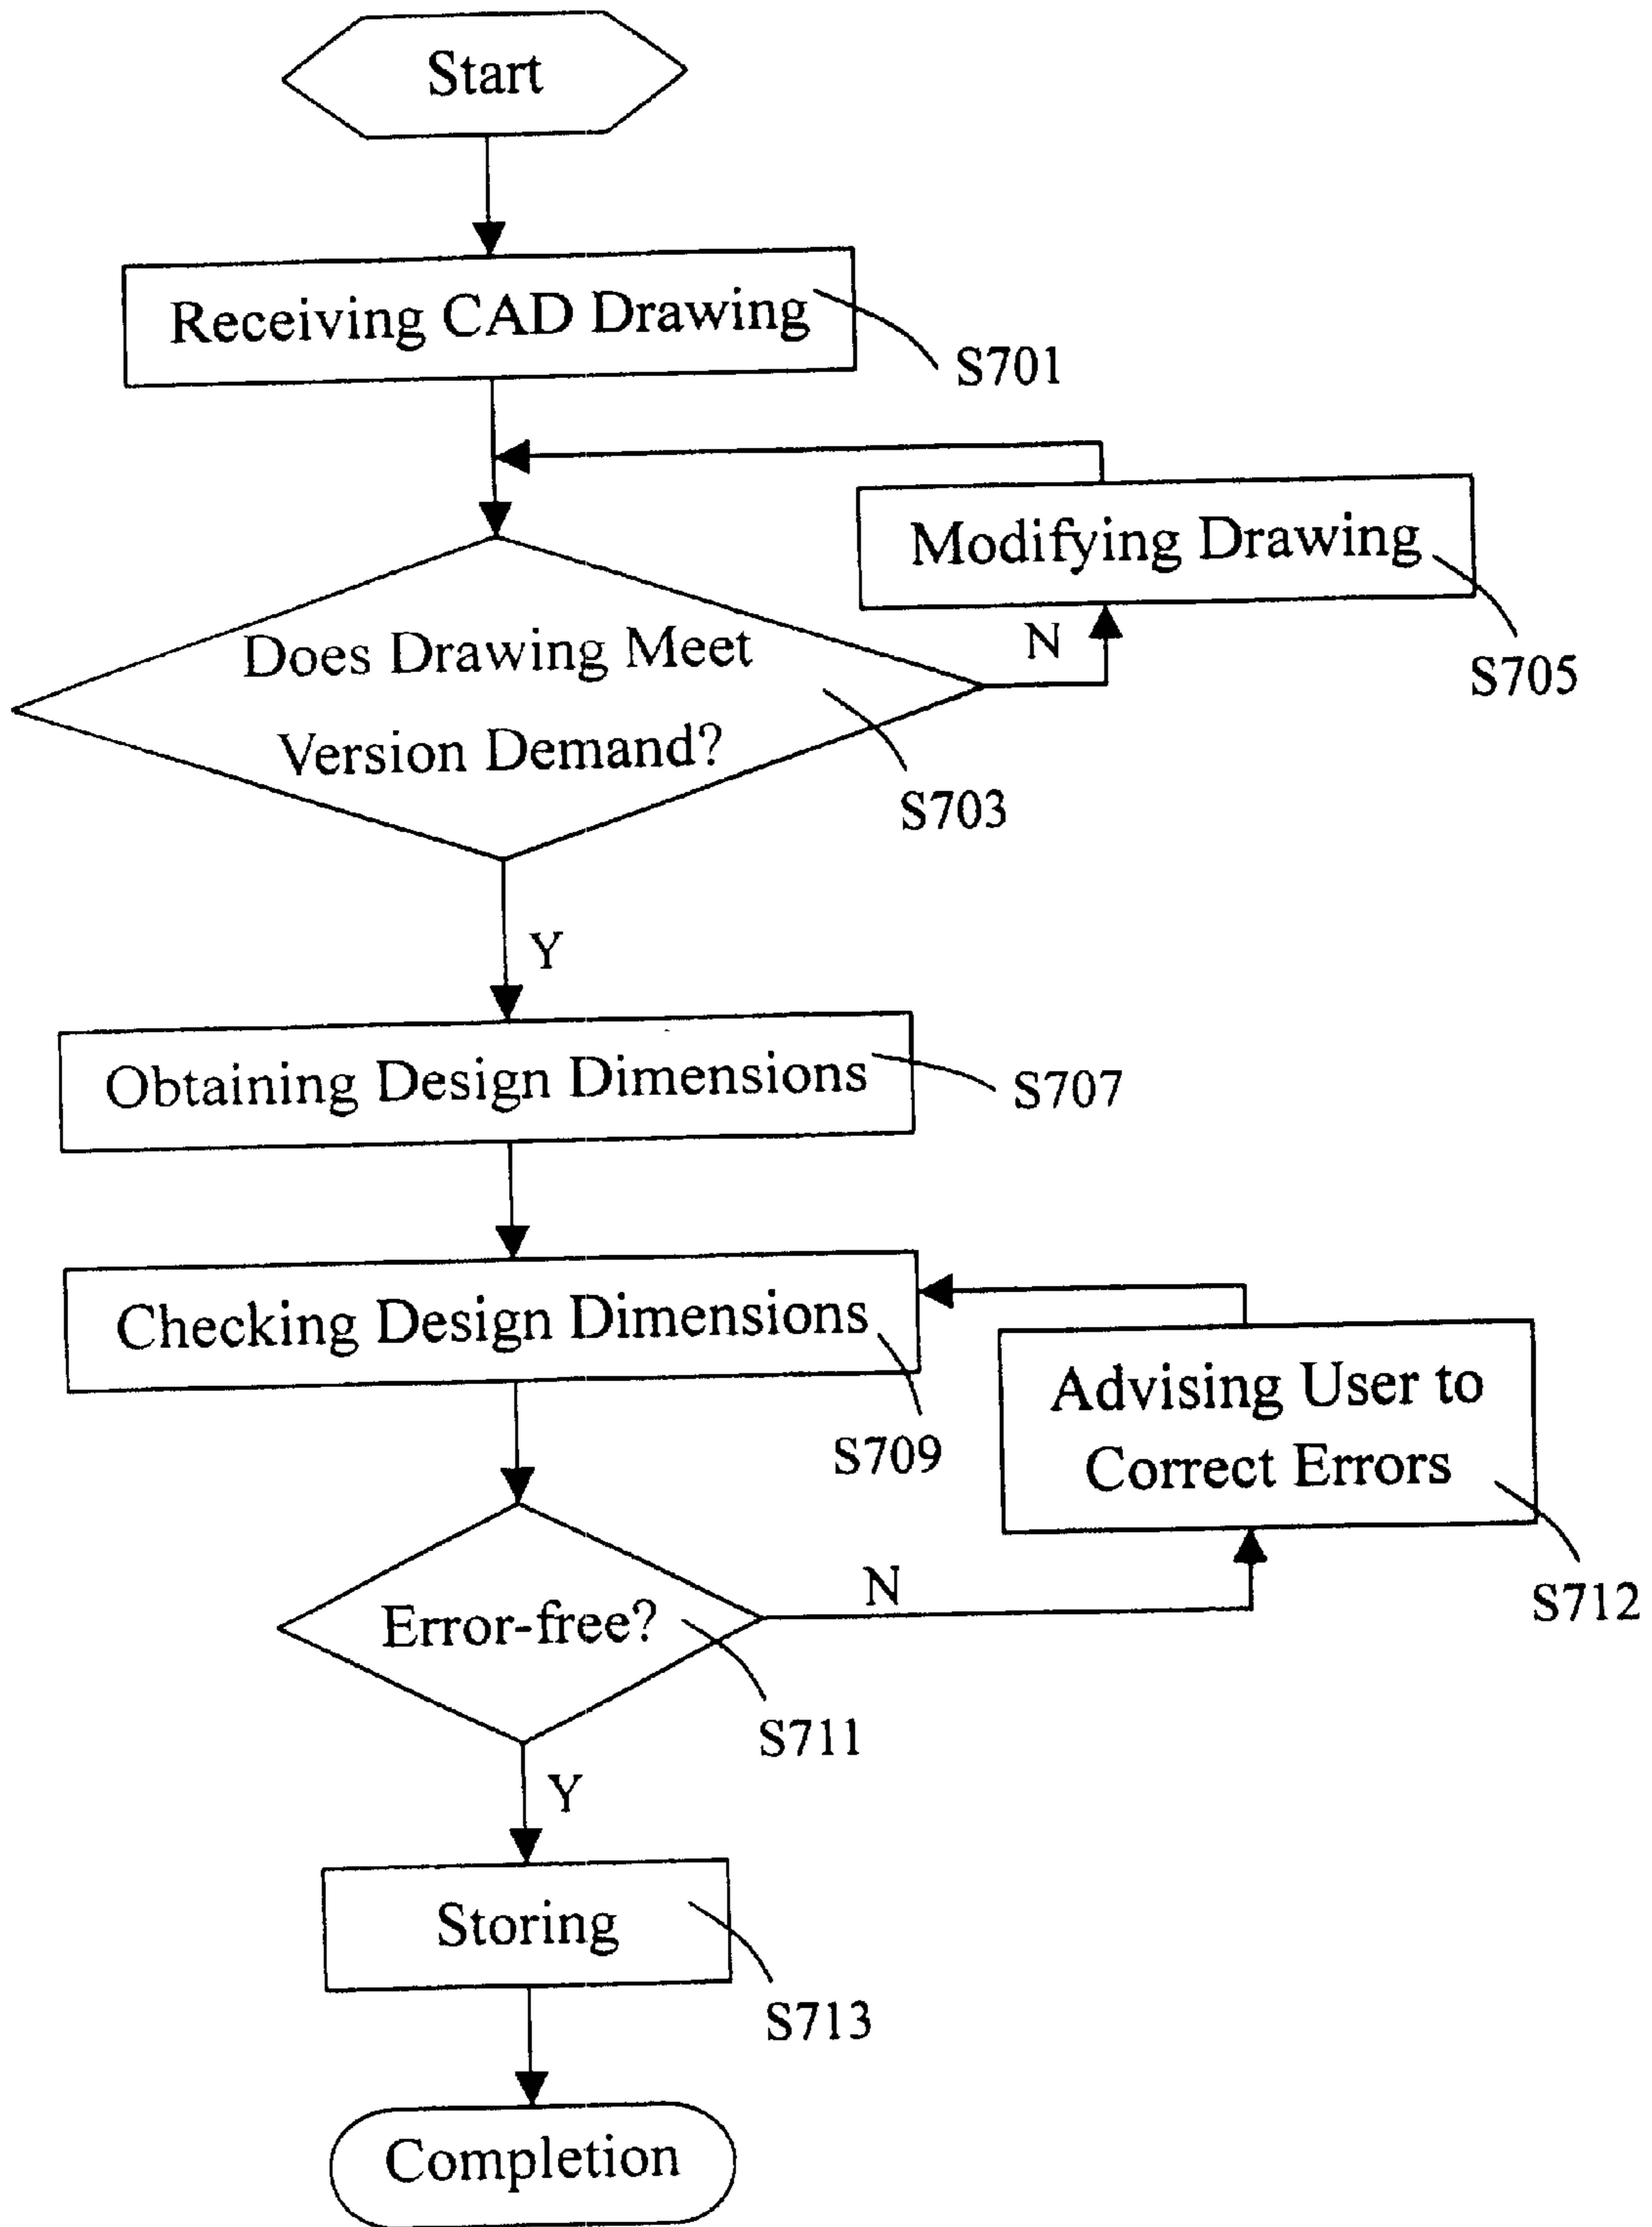 Start
Receiving CAD Drawing
S701
Modifying Drawing
S705
N
Does Drawing Meet
Version Demand?
S703
Y
Obtaining Design Dimensions
S707
Checking Design Dimensions
S709
Advising User to
Correct Errors
S712
N
Error-free?
S711
Y
Storing
S713
Completion